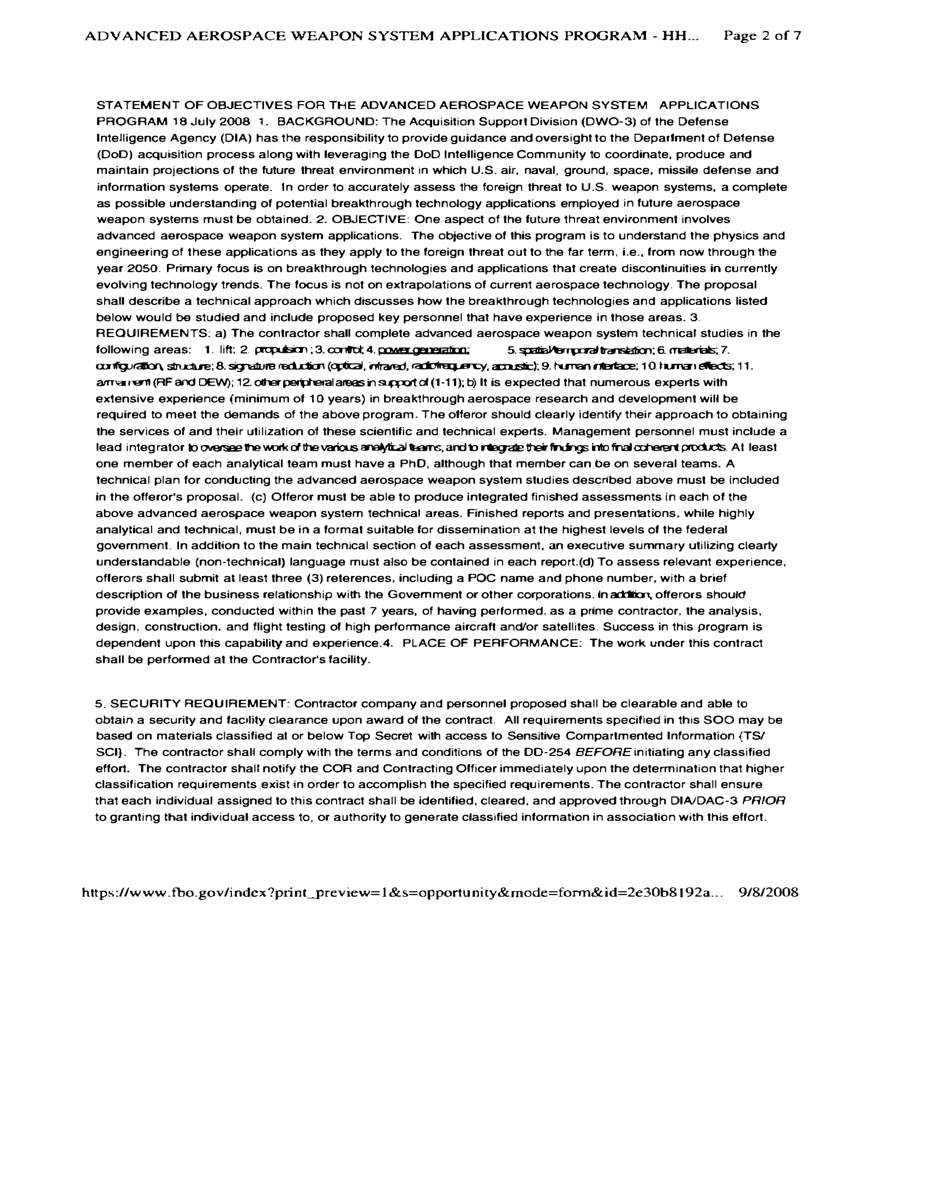 ADVANCED AEROSPACE WEAPON SYSTEM APPLICATIONS PROGRAM - HH... Page 2 of 7
STATEMENT OF OBJECTIVES FOR THE ADVANCED AEROSPACE WEAPON SYSTEM APPLICATIONS
PROGRAM 18 July 2008 1. BACKGROUND: The Acquisition Support Division (DWO-3) of the Defense
Intelligence Agency (DIA) has the responsibility to provide guidance and oversight to the Department of Defense
(DoD) acquisition process along with leveraging the DoD Intelligence Community to coordinate, produce and
maintain projections of the future threat environment in which U.S. air, naval, ground, space, missile defense and
information systems operate. In order to accurately assess the foreign threat to U.S. weapon systems, a complete
as possible understanding of potential breakthrough technology applications employed in future aerospace
weapon systems must be obtained. 2. OBJECTIVE: One aspect of the future threat environment involves
advanced aerospace weapon system applications. The objective of this program is to understand the physics and
engineering of these applications as they apply to the foreign threat out to the far term, i.e., from now through the
year 2050. Primary focus is on breakthrough technologies and applications that create discontinuities in currently
evolving technology trends. The focus is not on extrapolations of current aerospace technology. The proposal
shall describe a technical approach which discusses how the breakthrough technologies and applications listed
below would be studied and include proposed key personnel that have experience in those areas. 3.
REQUIREMENTS: a) The contractor shall complete advanced aerospace weapon system technical studies in the
following areas: 1. lift; 2. propulsion; 3. control; 4. power generation; 5. spatial/temporal translation; 6. materials; 7.
configuration, structure; 8. signature reduction (optical, infrared, radiofrequency, acoustic); 9. human interface; 10. human effects; 11.
armament (RF and DEW); 12. other peripheral areas in support of (1-11); b) It is expected that numerous experts with
extensive experience (minimum of 10 years) in breakthrough aerospace research and development will be
required to meet the demands of the above program. The offeror should clearly identify their approach to obtaining
the services of and their utilization of these scientific and technical experts. Management personnel must include a
lead integrator to oversee the work of the various analytical teams, and to integrate their findings into final coherent products. At least
one member of each analytical team must have a PhD, although that member can be on several teams. A
technical plan for conducting the advanced aerospace weapon system studies described above must be included
in the offeror's proposal. (c) Offeror must be able to produce integrated finished assessments in each of the
above advanced aerospace weapon system technical areas. Finished reports and presentations, while highly
analytical and technical, must be in a format suitable for dissemination at the highest levels of the federal
government. In addition to the main technical section of each assessment, an executive summary utilizing clearly
understandable (non-technical) language must also be contained in each report.(d) To assess relevant experience,
offerors shall submit at least three (3) references, including a POC name and phone number, with a brief
description of the business relationship with the Government or other corporations. In addition, offerors should
provide examples, conducted within the past 7 years, of having performed, as a prime contractor, the analysis,
design, construction, and flight testing of high performance aircraft and/or satellites. Success in this program is
dependent upon this capability and experience.4. PLACE OF PERFORMANCE: The work under this contract
shall be performed at the Contractor's facility.
5. SECURITY REQUIREMENT: Contractor company and personnel proposed shall be clearable and able to
obtain a security and facility clearance upon award of the contract. All requirements specified in this SOO may be
based on materials classified at or below Top Secret with access to Sensitive Compartmented Information (TS/
SCI). The contractor shall comply with the terms and conditions of the DD-254 BEFORE initiating any classified
effort. The contractor shall notify the COR and Contracting Officer immediately upon the determination that higher
classification requirements exist in order to accomplish the specified requirements. The contractor shall ensure
that each individual assigned to this contract shall be identified, cleared, and approved through DIA/DAC-3 PRIOR
to granting that individual access to, or authority to generate classified information in association with this effort.
https://www.fbo.gov/index?print_preview=1&s=opportunity&mode=form&id=2e30b8192a... 9/8/2008